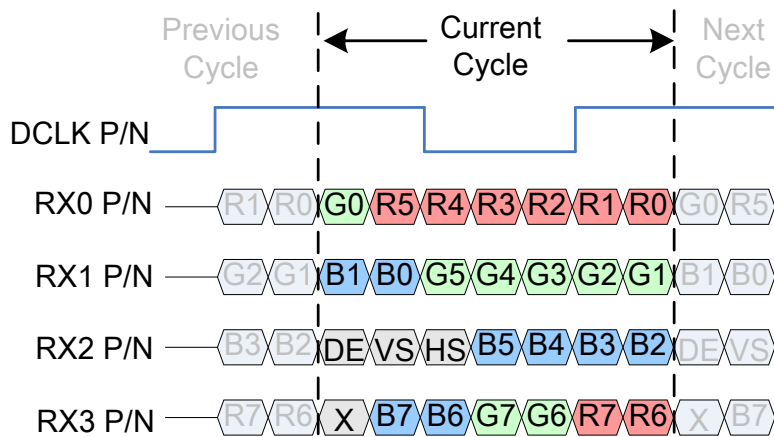 Previous Cycle Current Cycle Next Cycle
DCLK P/N
RX0 P/N R1 R0 G0 R5 R4 R3 R2 R1 R0 G0 R5
RX1 P/N G2 G1 B1 B0 G5 G4 G3 G2 G1 B1 B0
RX2 P/N B3 B2 DE VS HS B5 B4 B3 B2 DE VS
RX3 P/N R7 R6 X B7 B6 G7 G6 R7 R6 X B7